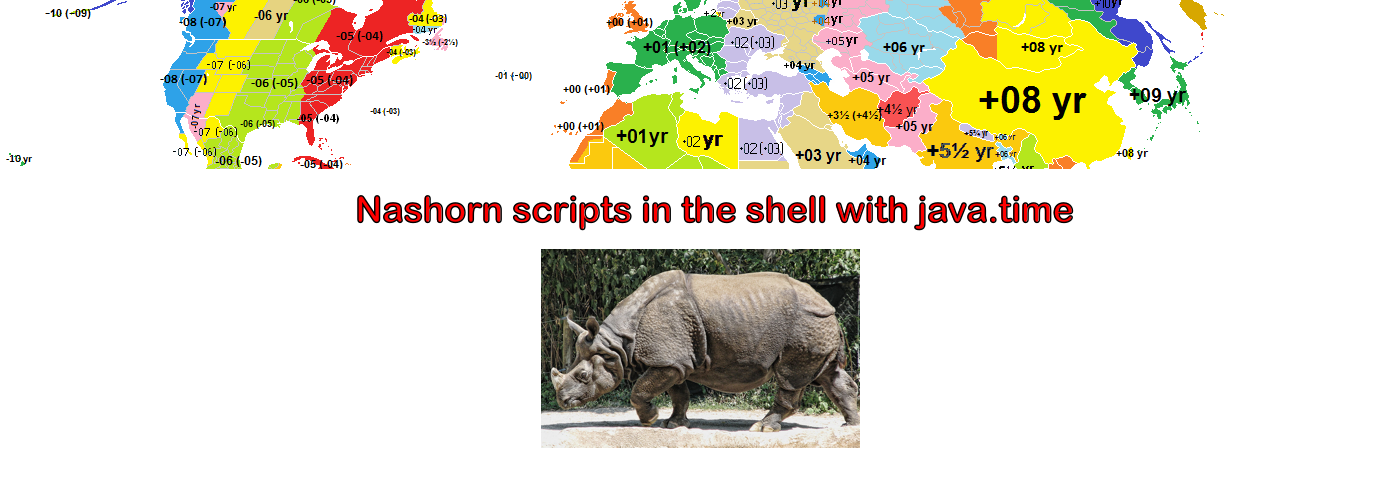 -10 (-09)
-08 (-07)
-07 yr
-06 yr
-05 (-04)
-04 (-03)
-04 yr
-3½ (-2½)
-04 (-03)
-08 (-07)
-07 (-06)
-06 (-05)
-05 (-04)
-07 yr
-07 (-06)
-06 (-05)
-05 (-04)
-04 (-03)
-07 (-06)
-06 (-05)
-05 (-04)
-10 yr
-01 (-00)
+00 (+01)
+03 yr
+01 (+02)
+02 (+03)
+05 yr
+06 yr
+08 yr
+04 yr
+00 (+01)
+02 (+03)
+05 yr
+08 yr
+09 yr
+00 (+01)
+01yr
+02 yr
+02 (+03)
+3½ (+4½)
+4½ yr
+05 yr
+5¾ yr
+06 yr
+03 yr
+04 yr
+5½ yr
+06 yr
+08 yr
Nashorn scripts in the shell with java.time